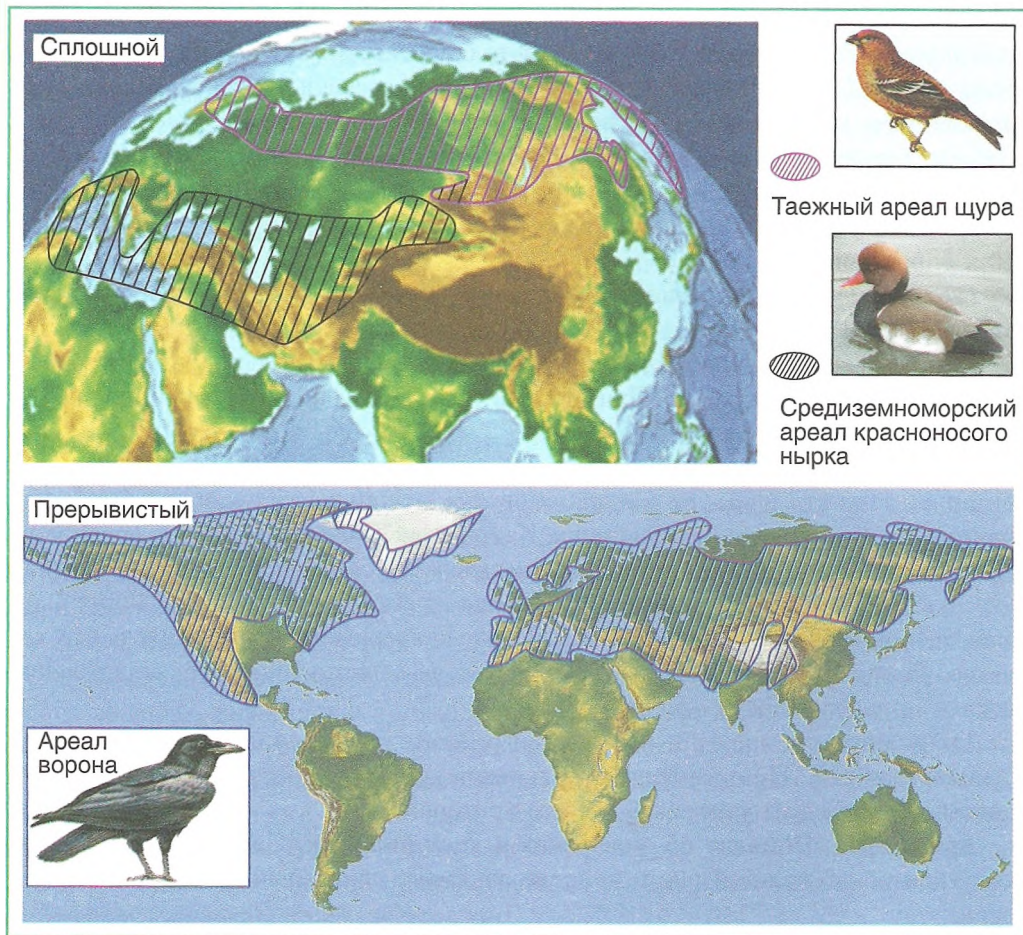 Сплошной
Таежный ареал щура
Средиземноморский
ареал красноносого
нырка
Прерывистый
Ареал
ворона